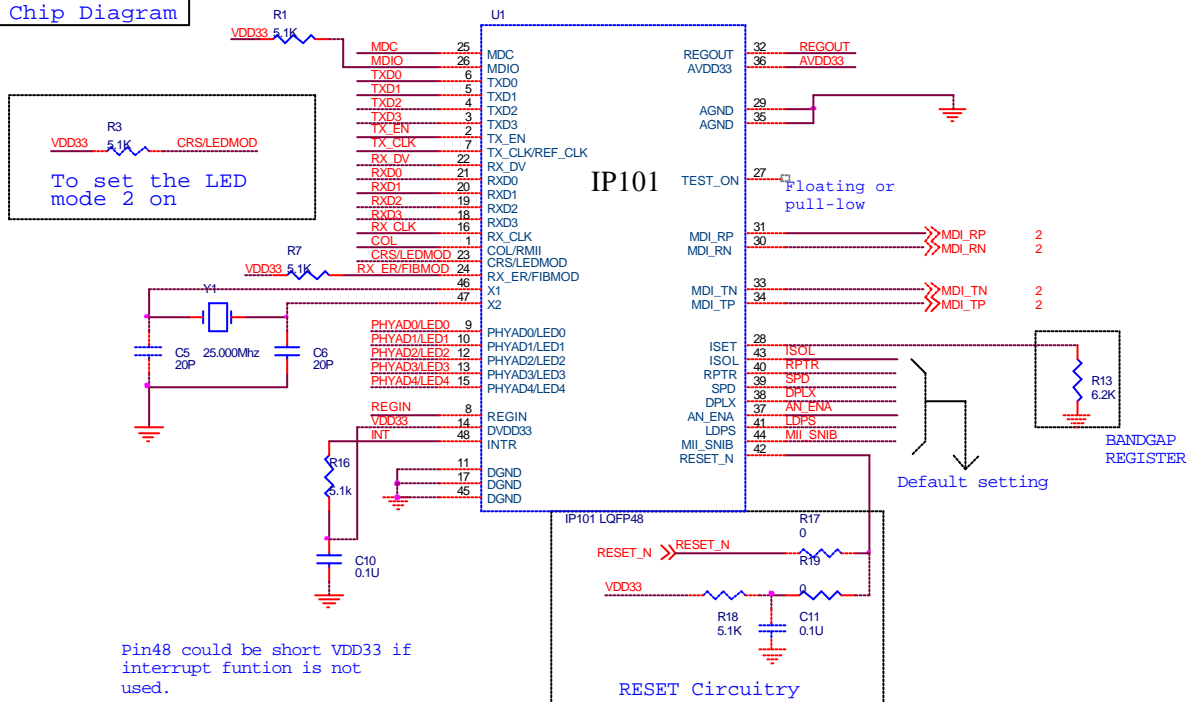 Chip Diagram
R1
VDD33 5.1K
U1
IP101
MDC 25 MDC
MDIO 26 MDIO
TXD0 6 TXD0
TXD1 5 TXD1
TXD2 4 TXD2
TXD3 3 TXD3
TX_EN 2 TX_EN
TX_CLK 7 TX_CLK/REF_CLK
RX_DV 22 RX_DV
RXD0 21 RXD0
RXD1 20 RXD1
RXD2 19 RXD2
RXD3 18 RXD3
RX_CLK 16 RX_CLK
COL 1 COL/RMII
CRS/LEDMOD 23 CRS/LEDMOD
RX_ER/FIBMOD 24 RX_ER/FIBMOD
46 X1
47 X2
PHYAD0/LED0 9 PHYAD0/LED0
PHYAD1/LED1 10 PHYAD1/LED1
PHYAD2/LED2 12 PHYAD2/LED2
PHYAD3/LED3 13 PHYAD3/LED3
PHYAD4/LED4 15 PHYAD4/LED4
REGIN 8 REGIN
VDD33 14 DVDD33
INT 48 INTR
11 DGND
17 DGND
45 DGND
R3
VDD33 5.1K CRS/LEDMOD
To set the LED
mode 2 on
R7
VDD33 5.1K
Y1
C5
20P
25.000Mhz
C6
20P
R16
5.1k
C10
0.1U
Pin48 could be short VDD33 if
interrupt funtion is not
used.
REGOUT 32 REGOUT
AVDD33 36 AVDD33
AGND 29
AGND 35
TEST_ON 27
Floating or
pull-low
MDI_RP 31 MDI_RP 2
MDI_RN 30 MDI_RN 2
MDI_TN 33 MDI_TN 2
MDI_TP 34 MDI_TP 2
ISET 28
ISOL 43 ISOL
RPTR 40 RPTR
SPD 39 SPD
DPLX 38 DPLX
AN_ENA 37 AN_ENA
LDPS 41 LDPS
MII_SNIB 44 MII_SNIB
RESET_N 42
R13
6.2K
BANDGAP
REGISTER
Default setting
IP101 LQFP48
R17
0
RESET_N RESET_N
R19
0
VDD33
R18
5.1K
C11
0.1U
RESET Circuitry